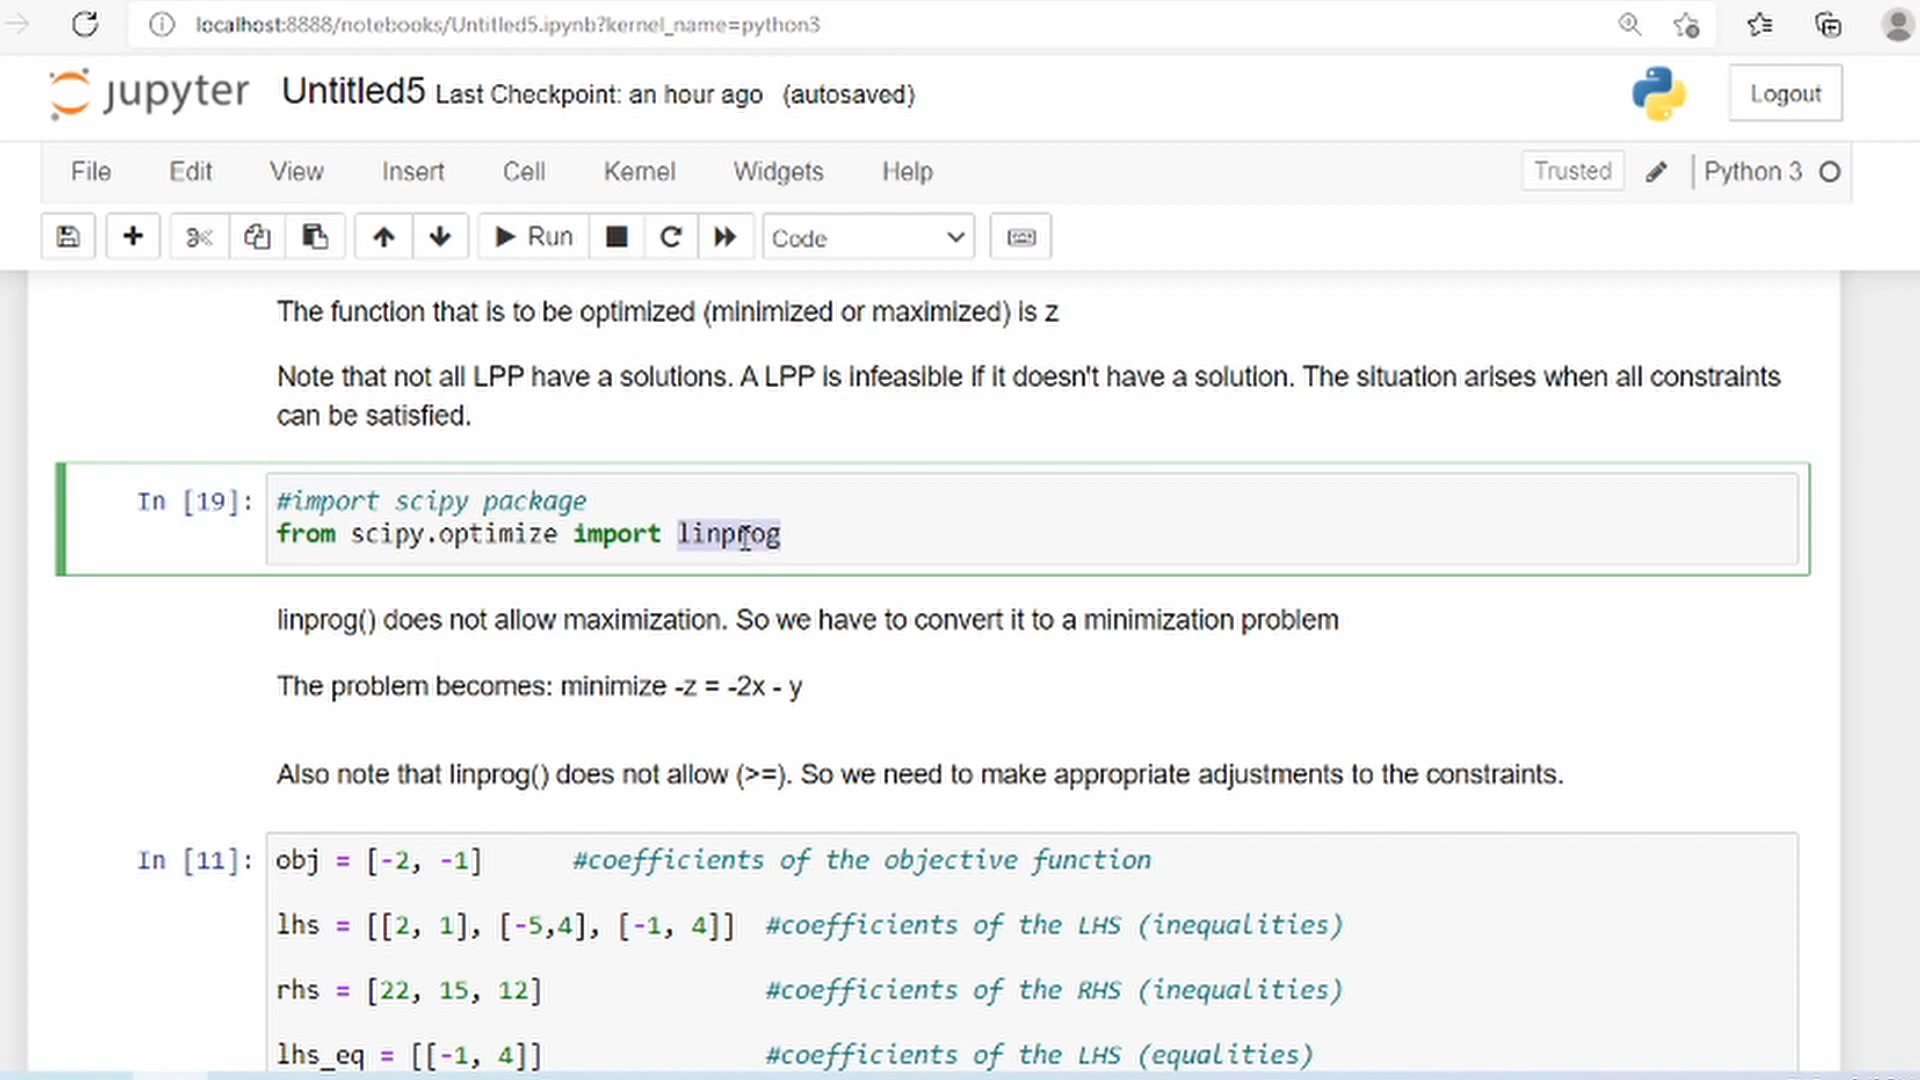 localhost:8888/notebooks/Untitled5.ipynb?kernel_name=python3
jupyter Untitled5 Last Checkpoint: an hour ago (autosaved) Logout
File Edit View Insert Cell Kernel Widgets Help Trusted Python 3
Run Code
The function that is to be optimized (minimized or maximized) is z
Note that not all LPP have a solutions. A LPP is infeasible if it doesn't have a solution. The situation arises when all constraints
can be satisfied.
In [19]: #import scipy package
from scipy.optimize import linprog
linprog() does not allow maximization. So we have to convert it to a minimization problem
The problem becomes: minimize -z = -2x - y
Also note that linprog() does not allow (>=). So we need to make appropriate adjustments to the constraints.
In [11]: obj = [-2, -1] #coefficients of the objective function
lhs = [[2, 1], [-5,4], [-1, 4]] #coefficients of the LHS (inequalities)
rhs = [22, 15, 12] #coefficients of the RHS (inequalities)
lhs_eq = [[-1, 4]] #coefficients of the LHS (equalities)